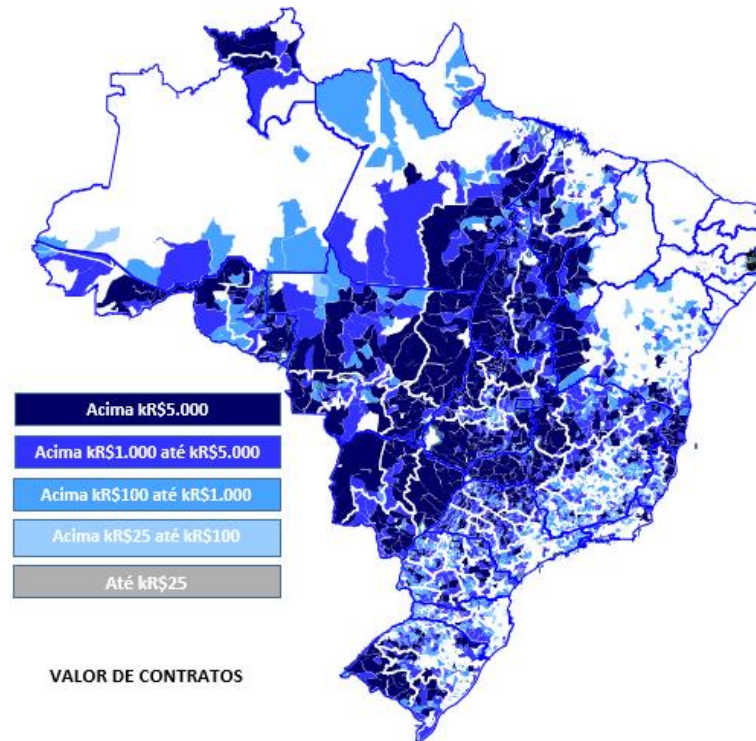 Acima kR$5.000
Acima kR$1.000 até kR$5.000
Acima kR$100 até kR$1.000
Acima kR$25 até kR$100
Até kR$25
VALOR DE CONTRATOS